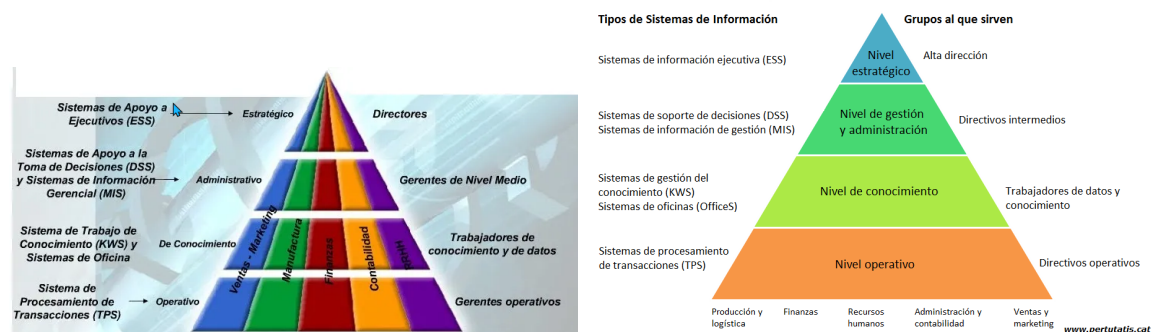 Sistemas de Apoyo a
Ejecutivos (ESS)
Estratégico
Directores
Sistemas de Apoyo a la
Toma de Decisiones (DSS)
y Sistemas de Información
Gerencial (MIS)
Administrativo
Gerentes de Nivel Medio
Sistema de Trabajo de
Conocimiento (KWS) y
Sistemas de Oficina
De Conocimiento
Trabajadores de
conocimiento y de datos
Sistema de
Procesamiento de
Transacciones (TPS)
Operativo
Gerentes operativos
Ventas - Marketing
Manufactura
Finanzas
Contabilidad
RRHH
Tipos de Sistemas de Información
Grupos al que sirven
Sistemas de información ejecutiva (ESS)
Nivel
estratégico
Alta dirección
Sistemas de soporte de decisiones (DSS)
Sistemas de información de gestión (MIS)
Nivel de gestión
y administración
Directivos intermedios
Sistemas de gestión del
conocimiento (KWS)
Sistemas de oficinas (OfficeS)
Nivel de conocimiento
Trabajadores de datos y
conocimiento
Sistemas de procesamiento
de transacciones (TPS)
Nivel operativo
Directivos operativos
Producción y
logística
Finanzas
Recursos
humanos
Administración y
contabilidad
Ventas y
marketing
www.pertutatis.cat